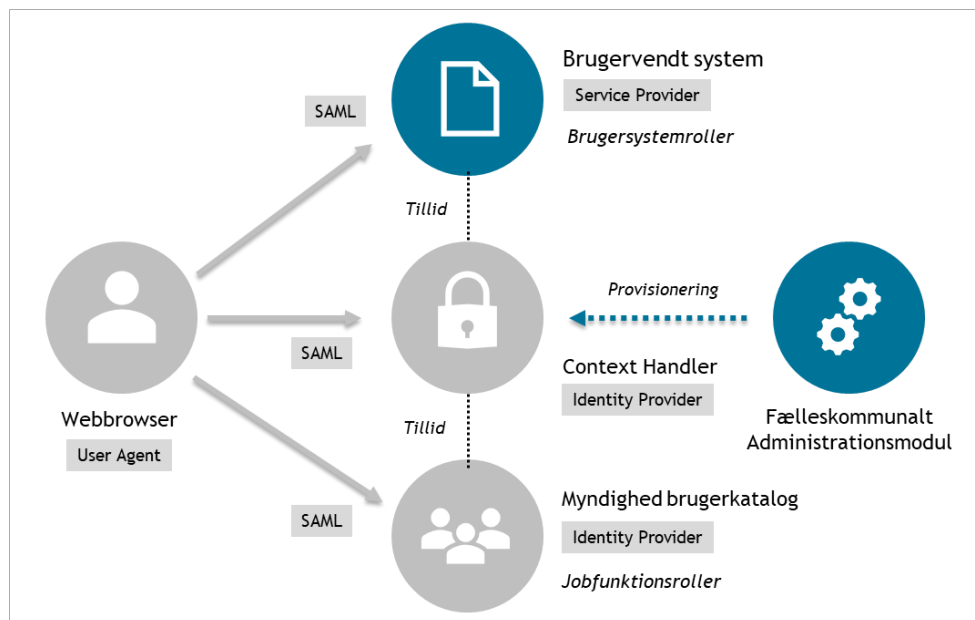 Brugervendt system
Service Provider
Brugersystemroller
SAML
Tillid
Provisionering
SAML
Context Handler
Identity Provider
Webbrowser
User Agent
Fælleskommunalt
Administrationsmodul
Tillid
SAML
Myndighed brugerkatalog
Identity Provider
Jobfunktionsroller